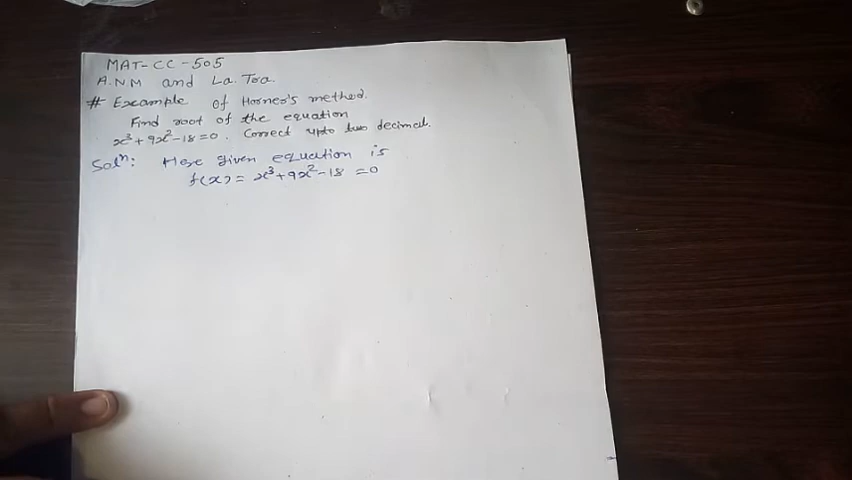 MAT-CC-505
A.NM and La. Tra.
# Example of Horner's method.
Find root of the equation
x³+9x²-18=0. Correct upto two decimal.
Solⁿ: Here given equation is
f(x) = x³+9x²-18 =0